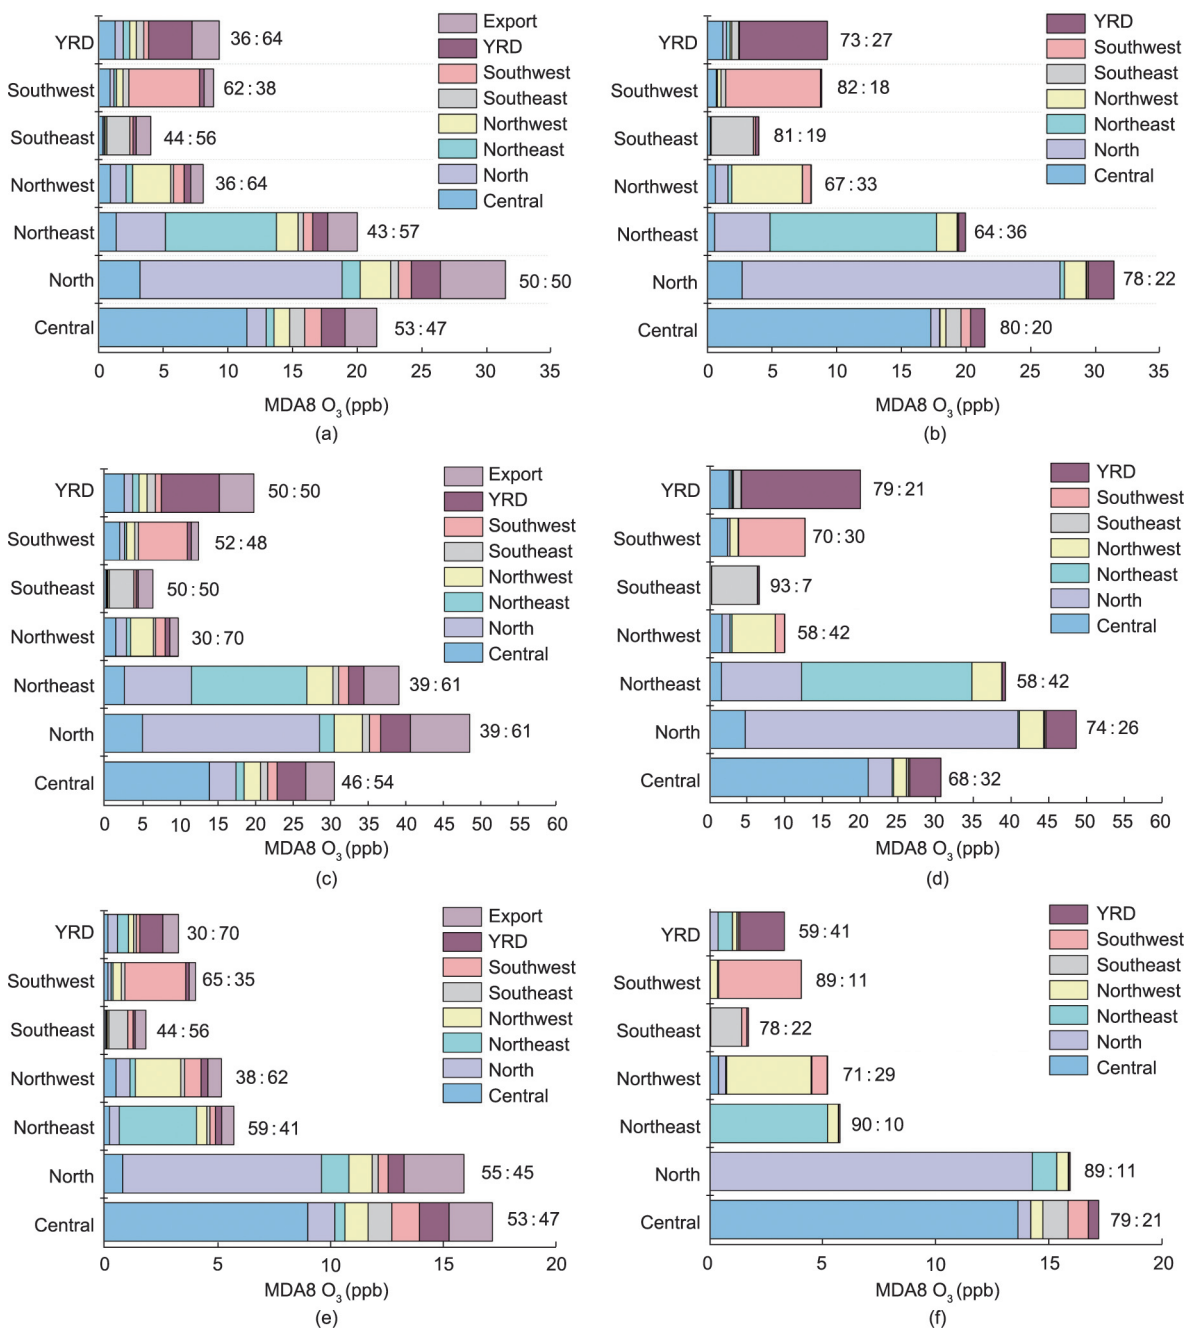 YRD
36 : 64
Southwest
62 : 38
Southeast
44 : 56
Northwest
36 : 64
Northeast
43 : 57
North
50 : 50
Central
53 : 47
Export
YRD
Southwest
Southeast
Northwest
Northeast
North
Central
0 5 10 15 20 25 30 35
MDA8 O3 (ppb)
(a)
YRD
73 : 27
Southwest
82 : 18
Southeast
81 : 19
Northwest
67 : 33
Northeast
64 : 36
North
78 : 22
Central
80 : 20
YRD
Southwest
Southeast
Northwest
Northeast
North
Central
0 5 10 15 20 25 30 35
MDA8 O3 (ppb)
(b)
YRD
50 : 50
Southwest
52 : 48
Southeast
50 : 50
Northwest
30 : 70
Northeast
39 : 61
North
39 : 61
Central
46 : 54
Export
YRD
Southwest
Southeast
Northwest
Northeast
North
Central
0 5 10 15 20 25 30 35 40 45 50 55 60
MDA8 O3 (ppb)
(c)
YRD
79 : 21
Southwest
70 : 30
Southeast
93 : 7
Northwest
58 : 42
Northeast
58 : 42
North
74 : 26
Central
68 : 32
YRD
Southwest
Southeast
Northwest
Northeast
North
Central
0 5 10 15 20 25 30 35 40 45 50 55 60
MDA8 O3 (ppb)
(d)
YRD
30 : 70
Southwest
65 : 35
Southeast
44 : 56
Northwest
38 : 62
Northeast
59 : 41
North
55 : 45
Central
53 : 47
Export
YRD
Southwest
Southeast
Northwest
Northeast
North
Central
0 5 10 15 20
MDA8 O3 (ppb)
(e)
YRD
59 : 41
Southwest
89 : 11
Southeast
78 : 22
Northwest
71 : 29
Northeast
90 : 10
North
89 : 11
Central
79 : 21
YRD
Southwest
Southeast
Northwest
Northeast
North
Central
0 5 10 15 20
MDA8 O3 (ppb)
(f)